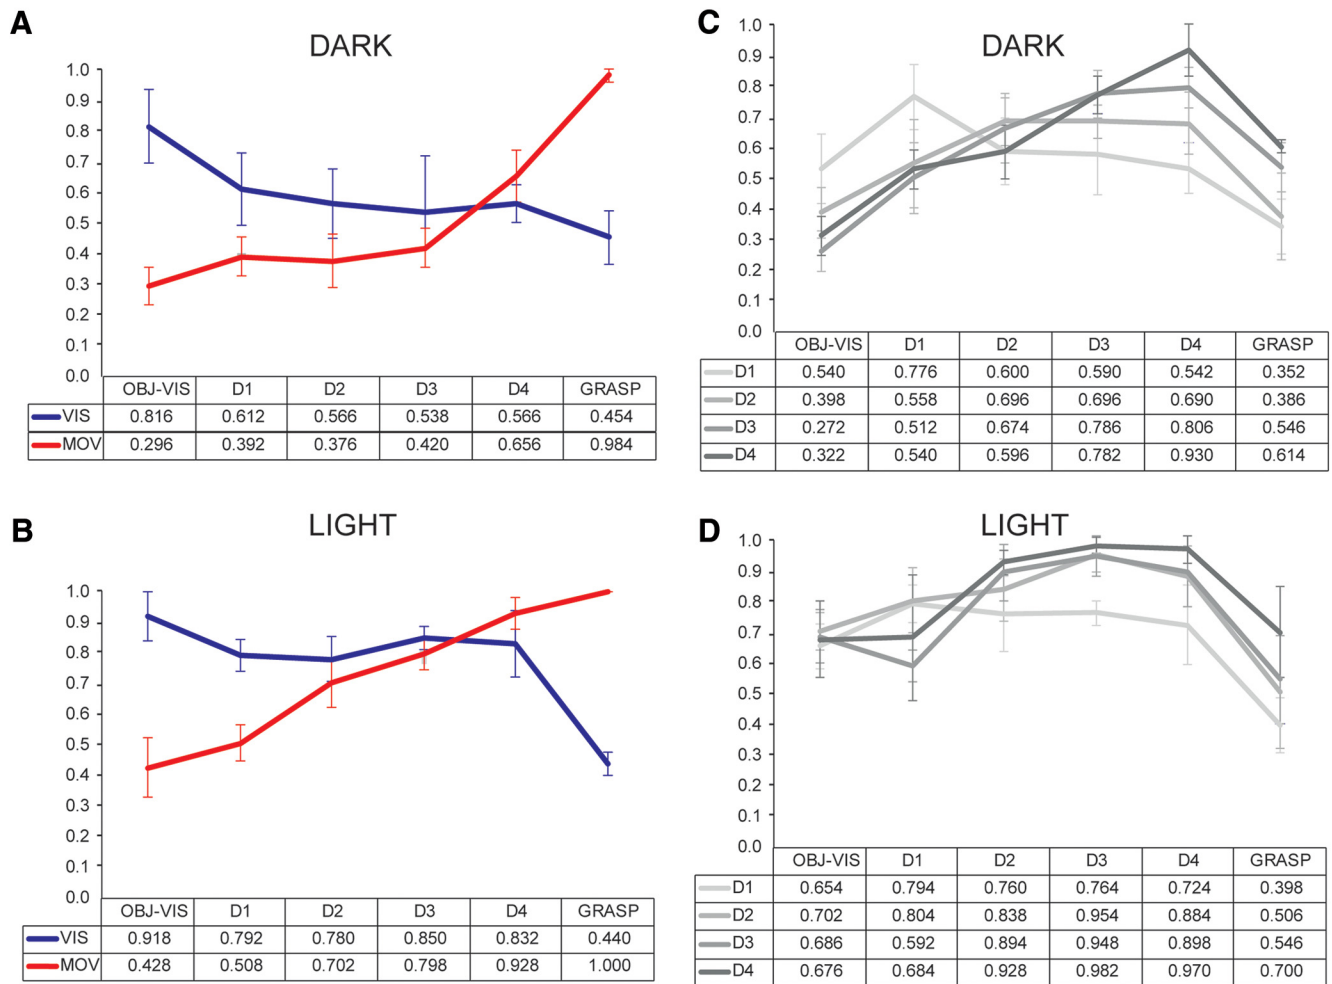 A
DARK
1.0
0.9
0.8
0.7
0.6
0.5
0.4
0.3
0.2
0.1
0.0
OBJ-VIS D1 D2 D3 D4 GRASP
VIS 0.816 0.612 0.566 0.538 0.566 0.454
MOV 0.296 0.392 0.376 0.420 0.656 0.984
B
LIGHT
1.0
0.9
0.8
0.7
0.6
0.5
0.4
0.3
0.2
0.1
0.0
OBJ-VIS D1 D2 D3 D4 GRASP
VIS 0.918 0.792 0.780 0.850 0.832 0.440
MOV 0.428 0.508 0.702 0.798 0.928 1.000
C
DARK
1.0
0.9
0.8
0.7
0.6
0.5
0.4
0.3
0.2
0.1
0.0
OBJ-VIS D1 D2 D3 D4 GRASP
D1 0.540 0.776 0.600 0.590 0.542 0.352
D2 0.398 0.558 0.696 0.696 0.690 0.386
D3 0.272 0.512 0.674 0.786 0.806 0.546
D4 0.322 0.540 0.596 0.782 0.930 0.614
D
LIGHT
1.0
0.9
0.8
0.7
0.6
0.5
0.4
0.3
0.2
0.1
0.0
OBJ-VIS D1 D2 D3 D4 GRASP
D1 0.654 0.794 0.760 0.764 0.724 0.398
D2 0.702 0.804 0.838 0.954 0.884 0.506
D3 0.686 0.592 0.894 0.948 0.898 0.546
D4 0.676 0.684 0.928 0.982 0.970 0.700